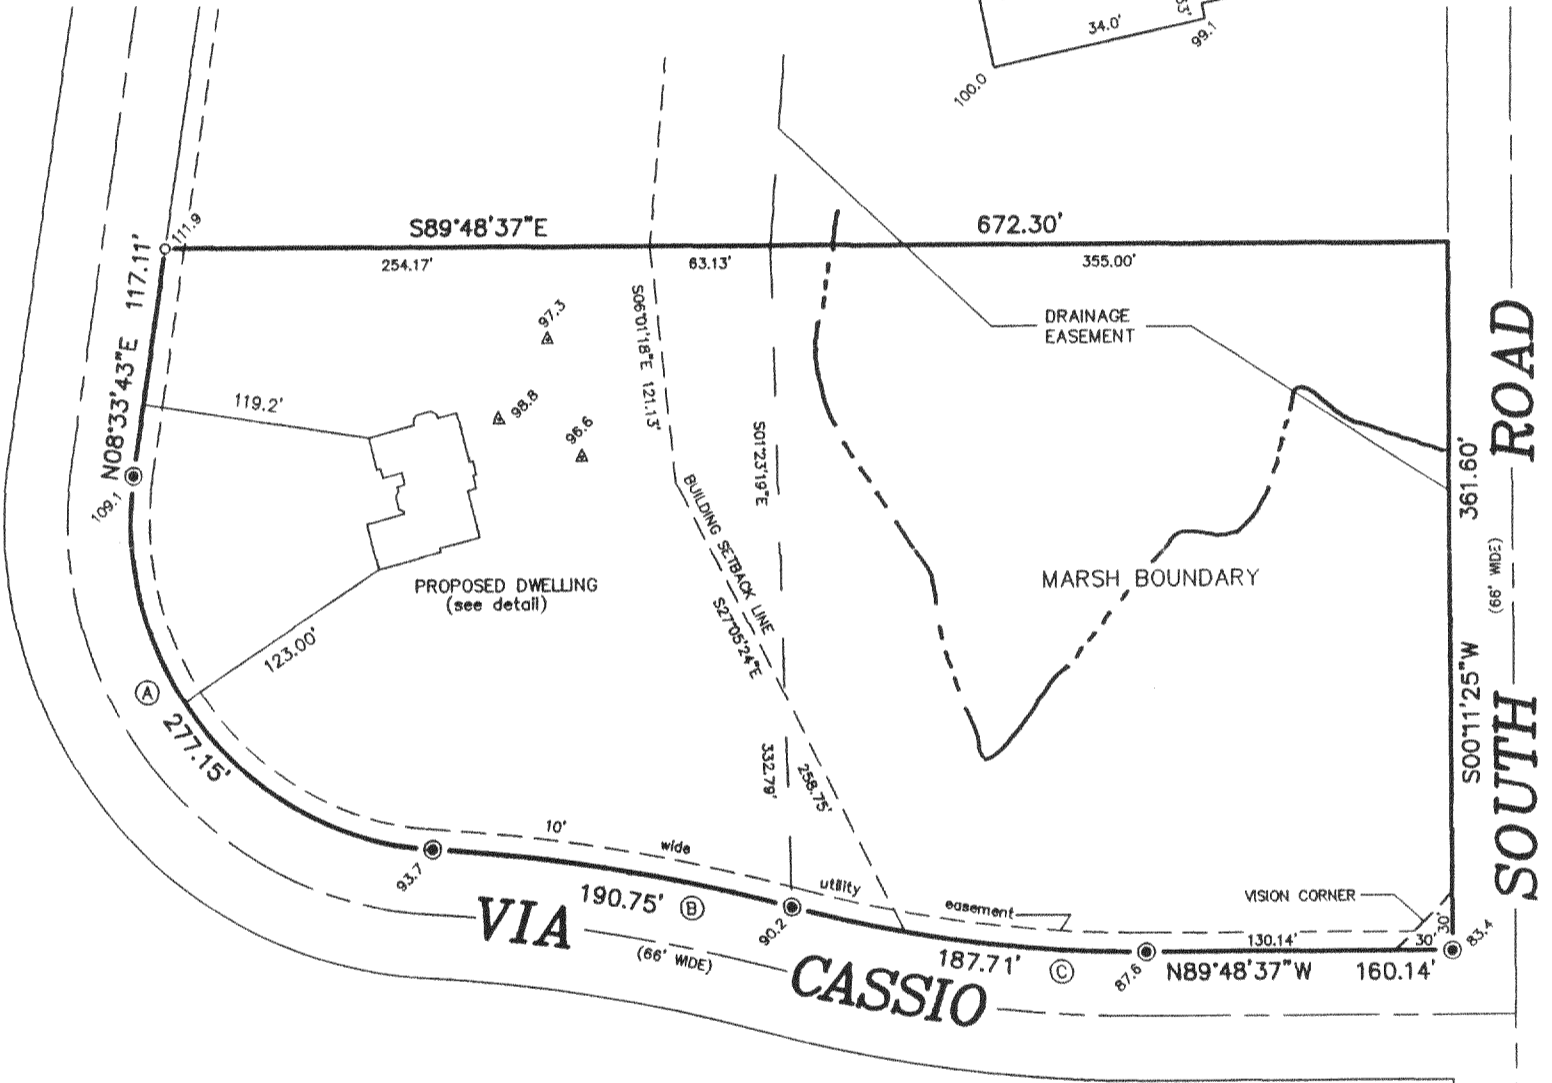 34.0'
53'
99.1
100.0
111.9
S89°48'37"E
672.30'
254.17'
63.13'
355.00'
N08°33'43"E 117.11'
97.3
S06°01'18"E 121.13'
DRAINAGE
EASEMENT
119.2'
98.8
96.6
S01°23'19"E
332.79'
109.1
BUILDING SETBACK LINE
S27°05'24"E
258.75'
PROPOSED DWELLING
(see detail)
MARSH BOUNDARY
361.60'
S00°11'25"W
(66' WIDE)
SOUTH ROAD
123.00'
A
277.15'
10' wide utility easement
93.7
190.75'
B
90.2
VISION CORNER
30'
30'
83.4
130.14'
VIA CASSIO
(66' WIDE)
187.71'
C
87.6
N89°48'37"W 160.14'